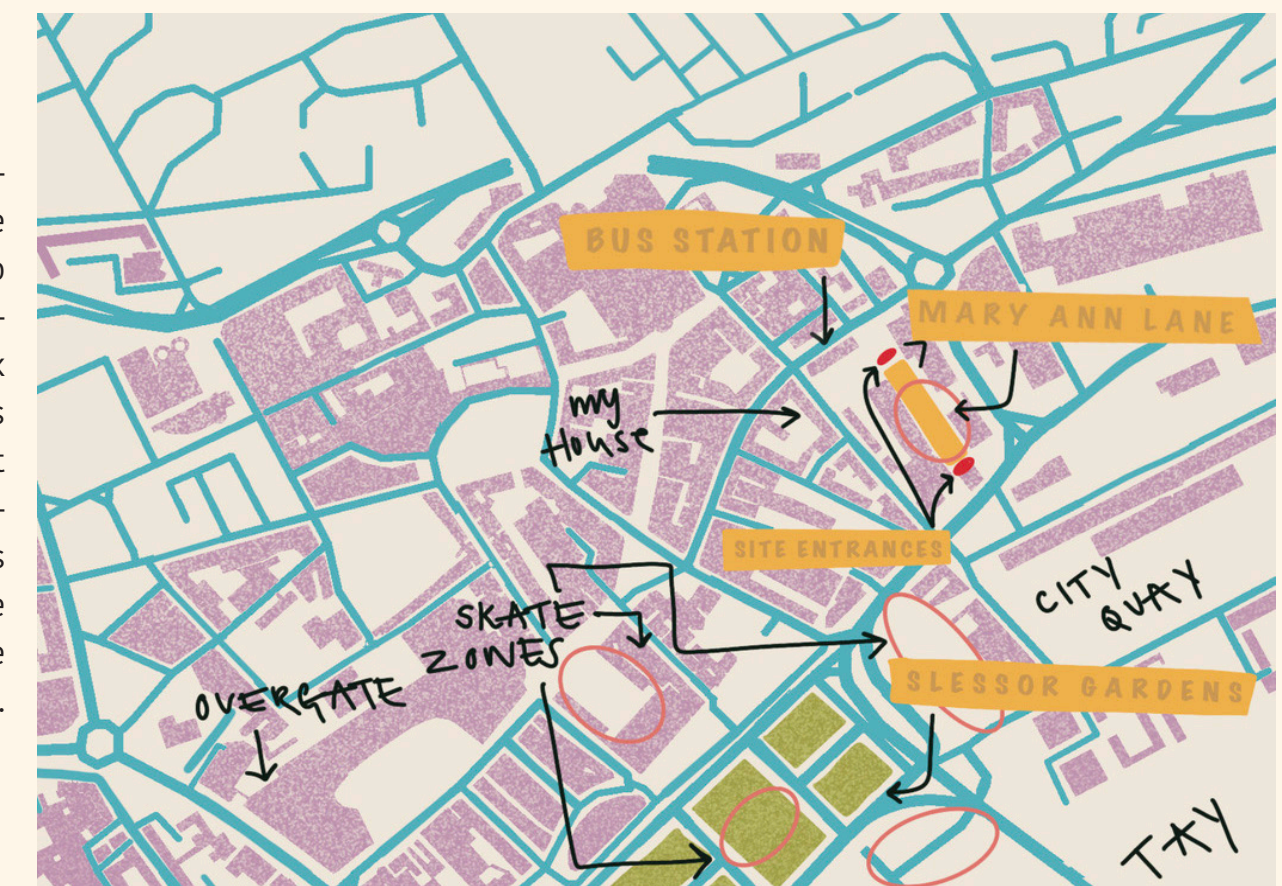 BUS STATION
MARY ANN LANE
my
House
SITE ENTRANCES
CITY
QUAY
SKATE
ZONES
SLESSOR GARDENS
OVERGATE
TAY